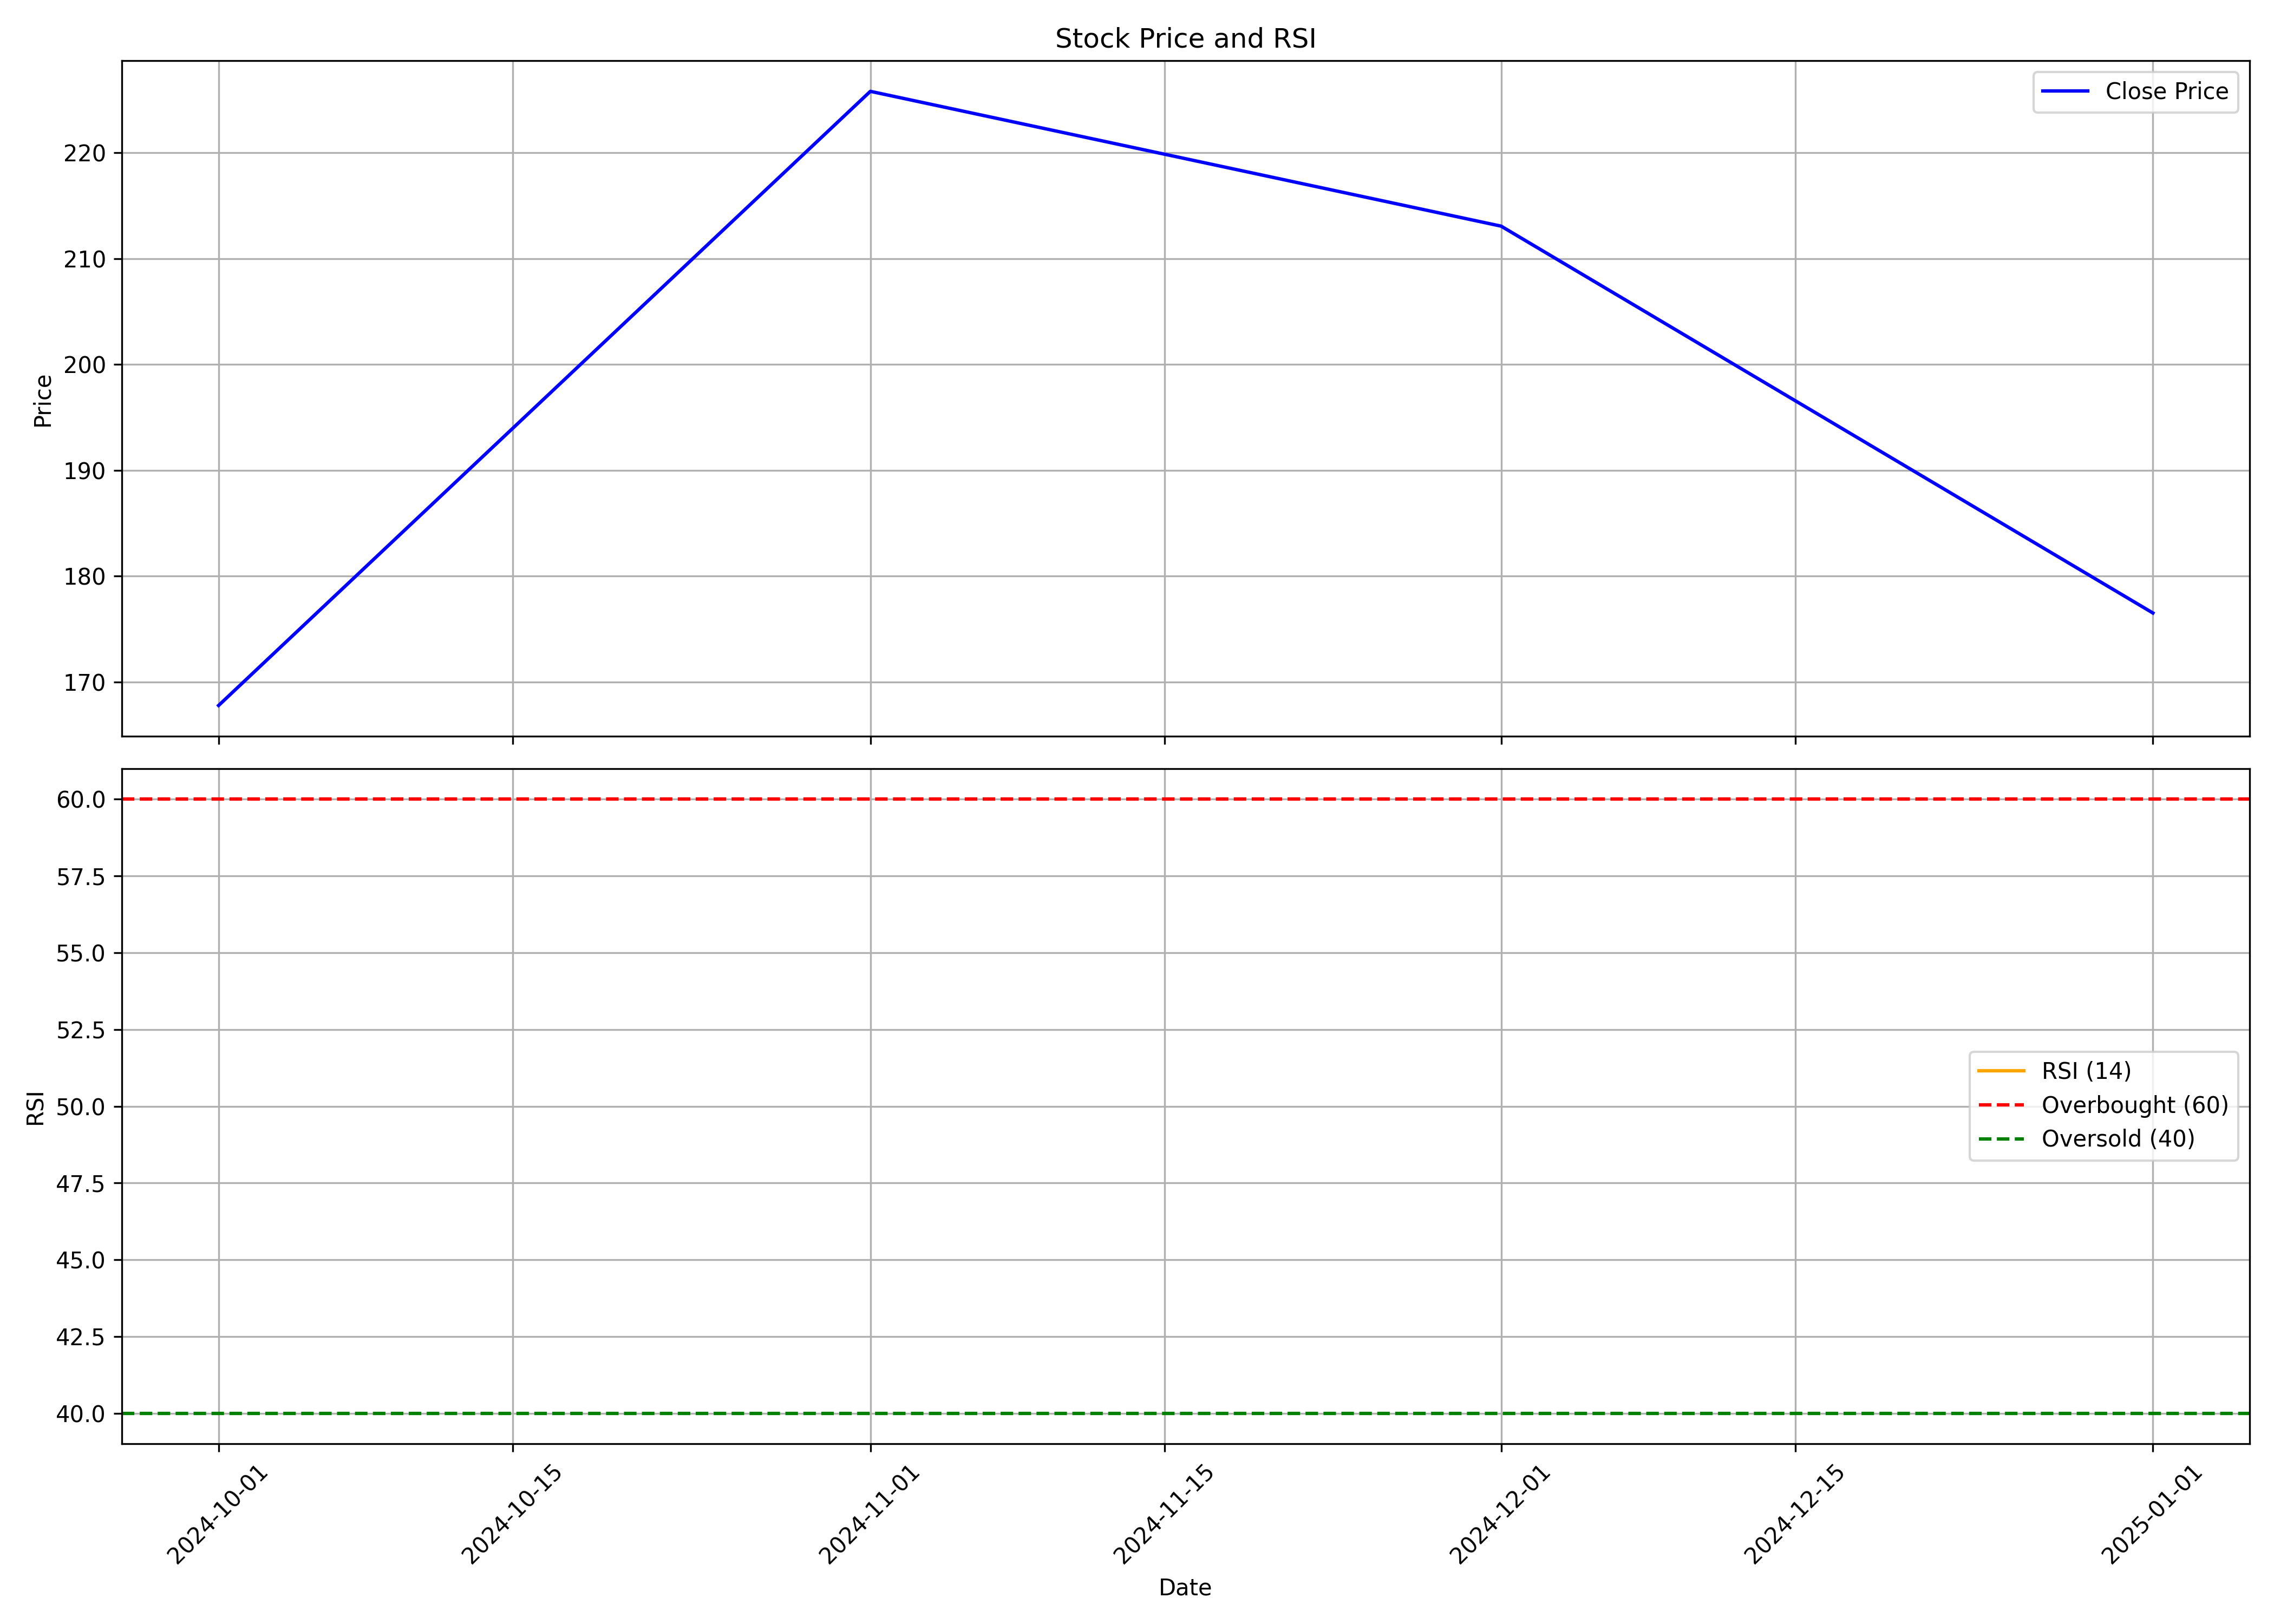 Stock Price and RSI
Close Price
Price
220
210
200
190
180
170
RSI
60.0
57.5
55.0
52.5
50.0
47.5
45.0
42.5
40.0
RSI (14)
Overbought (60)
Oversold (40)
2024-10-01
2024-10-15
2024-11-01
2024-11-15
2024-12-01
2024-12-15
2025-01-01
Date